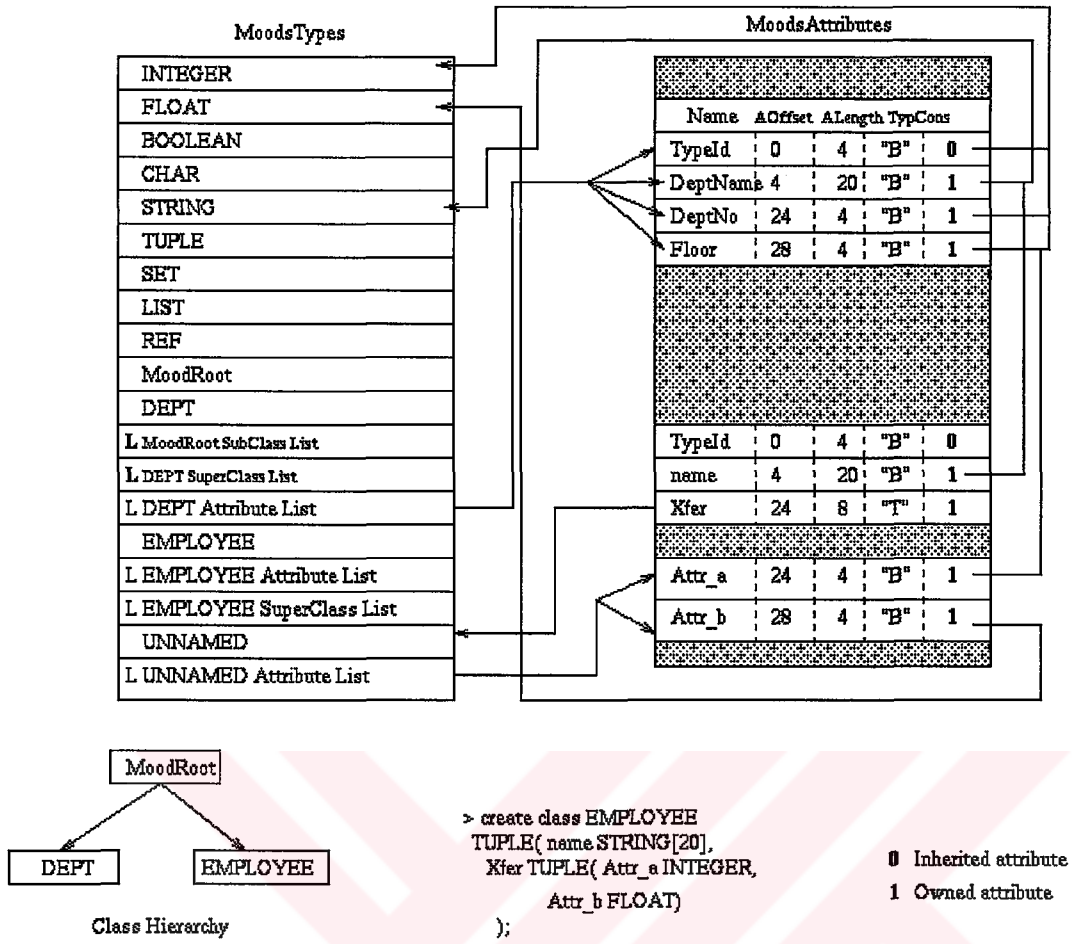 MoodsTypes
INTEGER
FLOAT
BOOLEAN
CHAR
STRING
TUPLE
SET
LIST
REF
MoodRoot
DEPT
L MoodRoot SubClass List
L DEPT SuperClass List
L DEPT Attribute List
EMPLOYEE
L EMPLOYEE Attribute List
L EMPLOYEE SuperClass List
UNNAMED
L UNNAMED Attribute List
MoodsAttributes
Name AOffset ALength TypCons
TypeId 0 4 "B" 0
DeptName 4 20 "B" 1
DeptNo 24 4 "B" 1
Floor 28 4 "B" 1
TypeId 0 4 "B" 0
name 4 20 "B" 1
Xfer 24 8 "T" 1
Attr_a 24 4 "B" 1
Attr_b 28 4 "B" 1
MoodRoot
DEPT EMPLOYEE
Class Hierarchy
> create class EMPLOYEE
TUPLE( name STRING[20],
Xfer TUPLE( Attr_a INTEGER,
Attr_b FLOAT)
);
0 Inherited attribute
1 Owned attribute